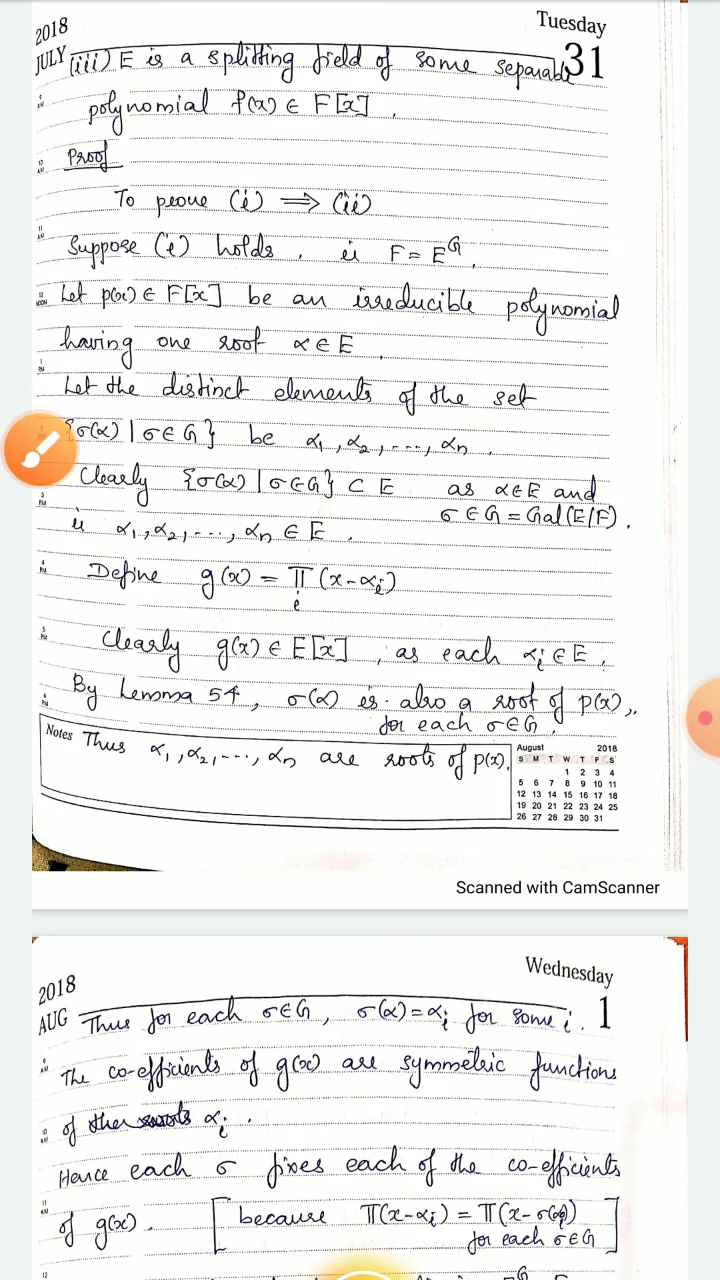 2018
JULY
Tuesday
31
(iii) E is a splitting field of some separable
polynomial f(x) ∈ F[x].
Proof
To prove (i) ⟹ (ii)
Suppose (i) holds. ie F = E^G.
Let p(x) ∈ F[x] be an irreducible polynomial
having one root α ∈ E.
Let the distinct elements of the set
{σ(α) | σ ∈ G} be α₁, α₂, ..., αₙ.
Clearly {σ(α) | σ ∈ G} ⊂ E as α ∈ E and
σ ∈ G = Gal(E/F).
ie α₁, α₂, ..., αₙ ∈ E.
Define g(x) = Π (x-αᵢ)
i
Clearly g(x) ∈ E[x], as each αᵢ ∈ E.
By Lemma 54, σ(α) is also a root of p(x),
for each σ ∈ G.
Notes Thus α₁, α₂, ..., αₙ are roots of p(x).
August 2018
S M T W T F S
1 2 3 4
5 6 7 8 9 10 11
12 13 14 15 16 17 18
19 20 21 22 23 24 25
26 27 28 29 30 31
Scanned with CamScanner
2018
AUG
Wednesday
1
Thus for each σ ∈ G, σ(α) = αᵢ for some i.
The co-efficients of g(x) are symmetric functions
of the αᵢ.
Hence each σ fixes each of the co-efficients
of g(x). [because Π(x-αᵢ) = Π(x-σ(αᵢ))
for each σ ∈ G]